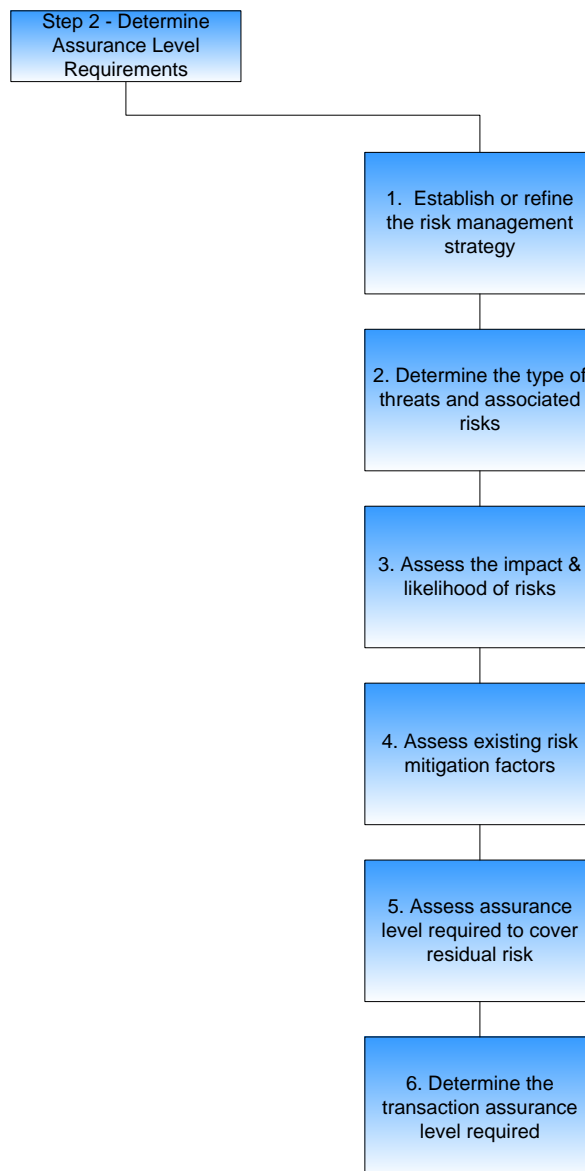 Step 2 - Determine
Assurance Level
Requirements
1. Establish or refine
the risk management
strategy
2. Determine the type of
threats and associated
risks
3. Assess the impact &
likelihood of risks
4. Assess existing risk
mitigation factors
5. Assess assurance
level required to cover
residual risk
6. Determine the
transaction assurance
level required